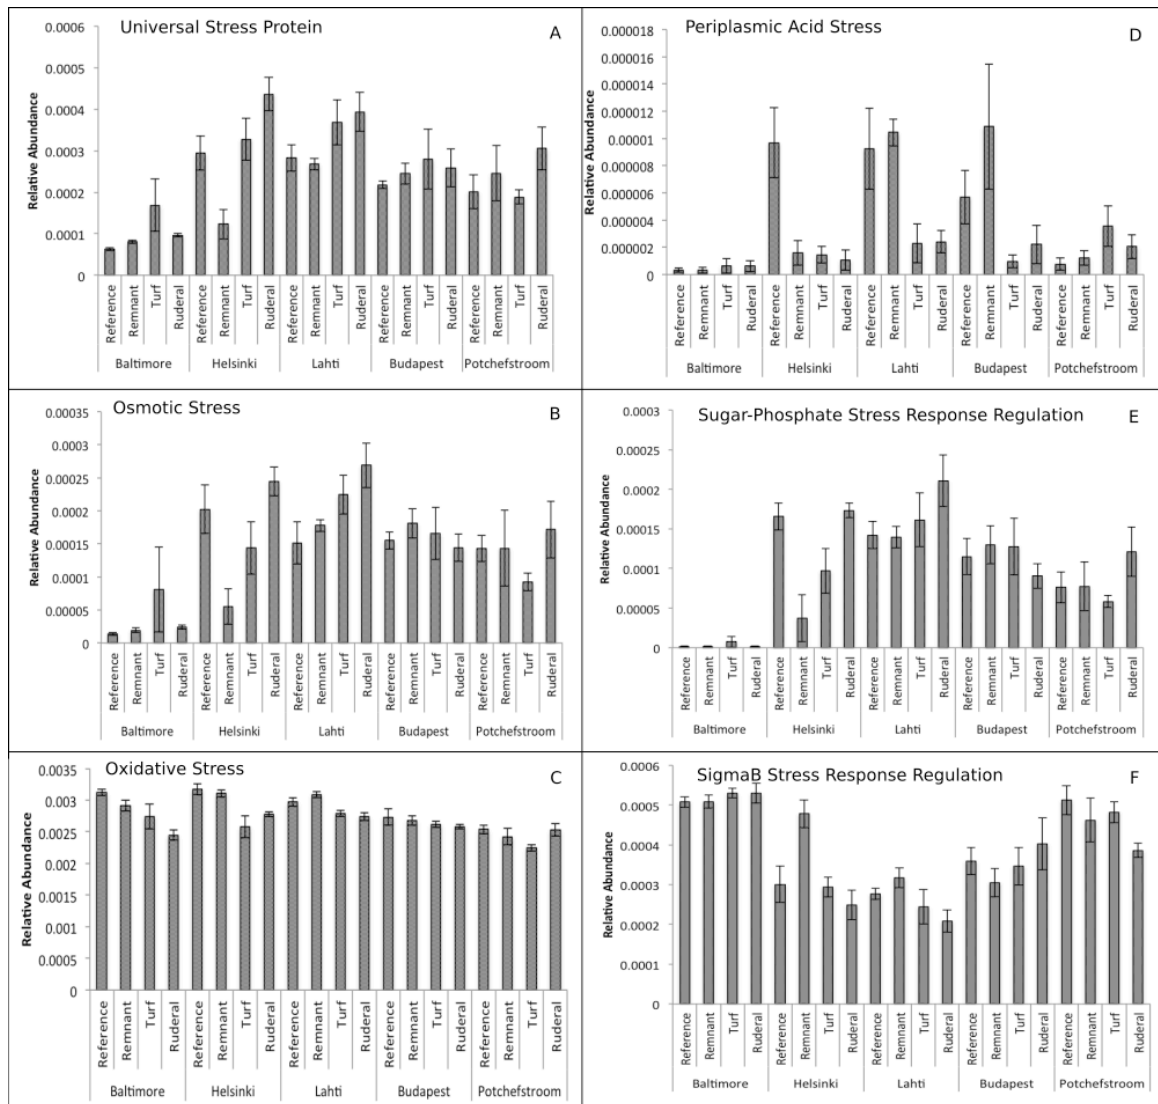 Universal Stress Protein A
Relative Abundance
0.0006
0.0005
0.0004
0.0003
0.0002
0.0001
0
Reference Remnant Turf Ruderal Reference Remnant Turf Ruderal Reference Remnant Turf Ruderal Reference Remnant Turf Ruderal Reference Remnant Turf Ruderal
Baltimore Helsinki Lahti Budapest Potchefstroom
Periplasmic Acid Stress D
Relative Abundance
0.000018
0.000016
0.000014
0.000012
0.00001
0.000008
0.000006
0.000004
0.000002
0
Reference Remnant Turf Ruderal Reference Remnant Turf Ruderal Reference Remnant Turf Ruderal Reference Remnant Turf Ruderal Reference Remnant Turf Ruderal
Baltimore Helsinki Lahti Budapest Potchefstroom
Osmotic Stress B
Relative Abundance
0.00035
0.0003
0.00025
0.0002
0.00015
0.0001
0.00005
0
Reference Remnant Turf Ruderal Reference Remnant Turf Ruderal Reference Remnant Turf Ruderal Reference Remnant Turf Ruderal Reference Remnant Turf Ruderal
Baltimore Helsinki Lahti Budapest Potchefstroom
Sugar-Phosphate Stress Response Regulation E
Relative Abundance
0.0003
0.00025
0.0002
0.00015
0.0001
0.00005
0
Reference Remnant Turf Ruderal Reference Remnant Turf Ruderal Reference Remnant Turf Ruderal Reference Remnant Turf Ruderal Reference Remnant Turf Ruderal
Baltimore Helsinki Lahti Budapest Potchefstroom
Oxidative Stress C
Relative Abundance
0.0035
0.003
0.0025
0.002
0.0015
0.001
0.0005
0
Reference Remnant Turf Ruderal Reference Remnant Turf Ruderal Reference Remnant Turf Ruderal Reference Remnant Turf Ruderal Reference Remnant Turf Ruderal
Baltimore Helsinki Lahti Budapest Potchefstroom
SigmaB Stress Response Regulation F
Relative Abundance
0.0006
0.0005
0.0004
0.0003
0.0002
0.0001
0
Reference Remnant Turf Ruderal Reference Remnant Turf Ruderal Reference Remnant Turf Ruderal Reference Remnant Turf Ruderal Reference Remnant Turf Ruderal
Baltimore Helsinki Lahti Budapest Potchefstroom